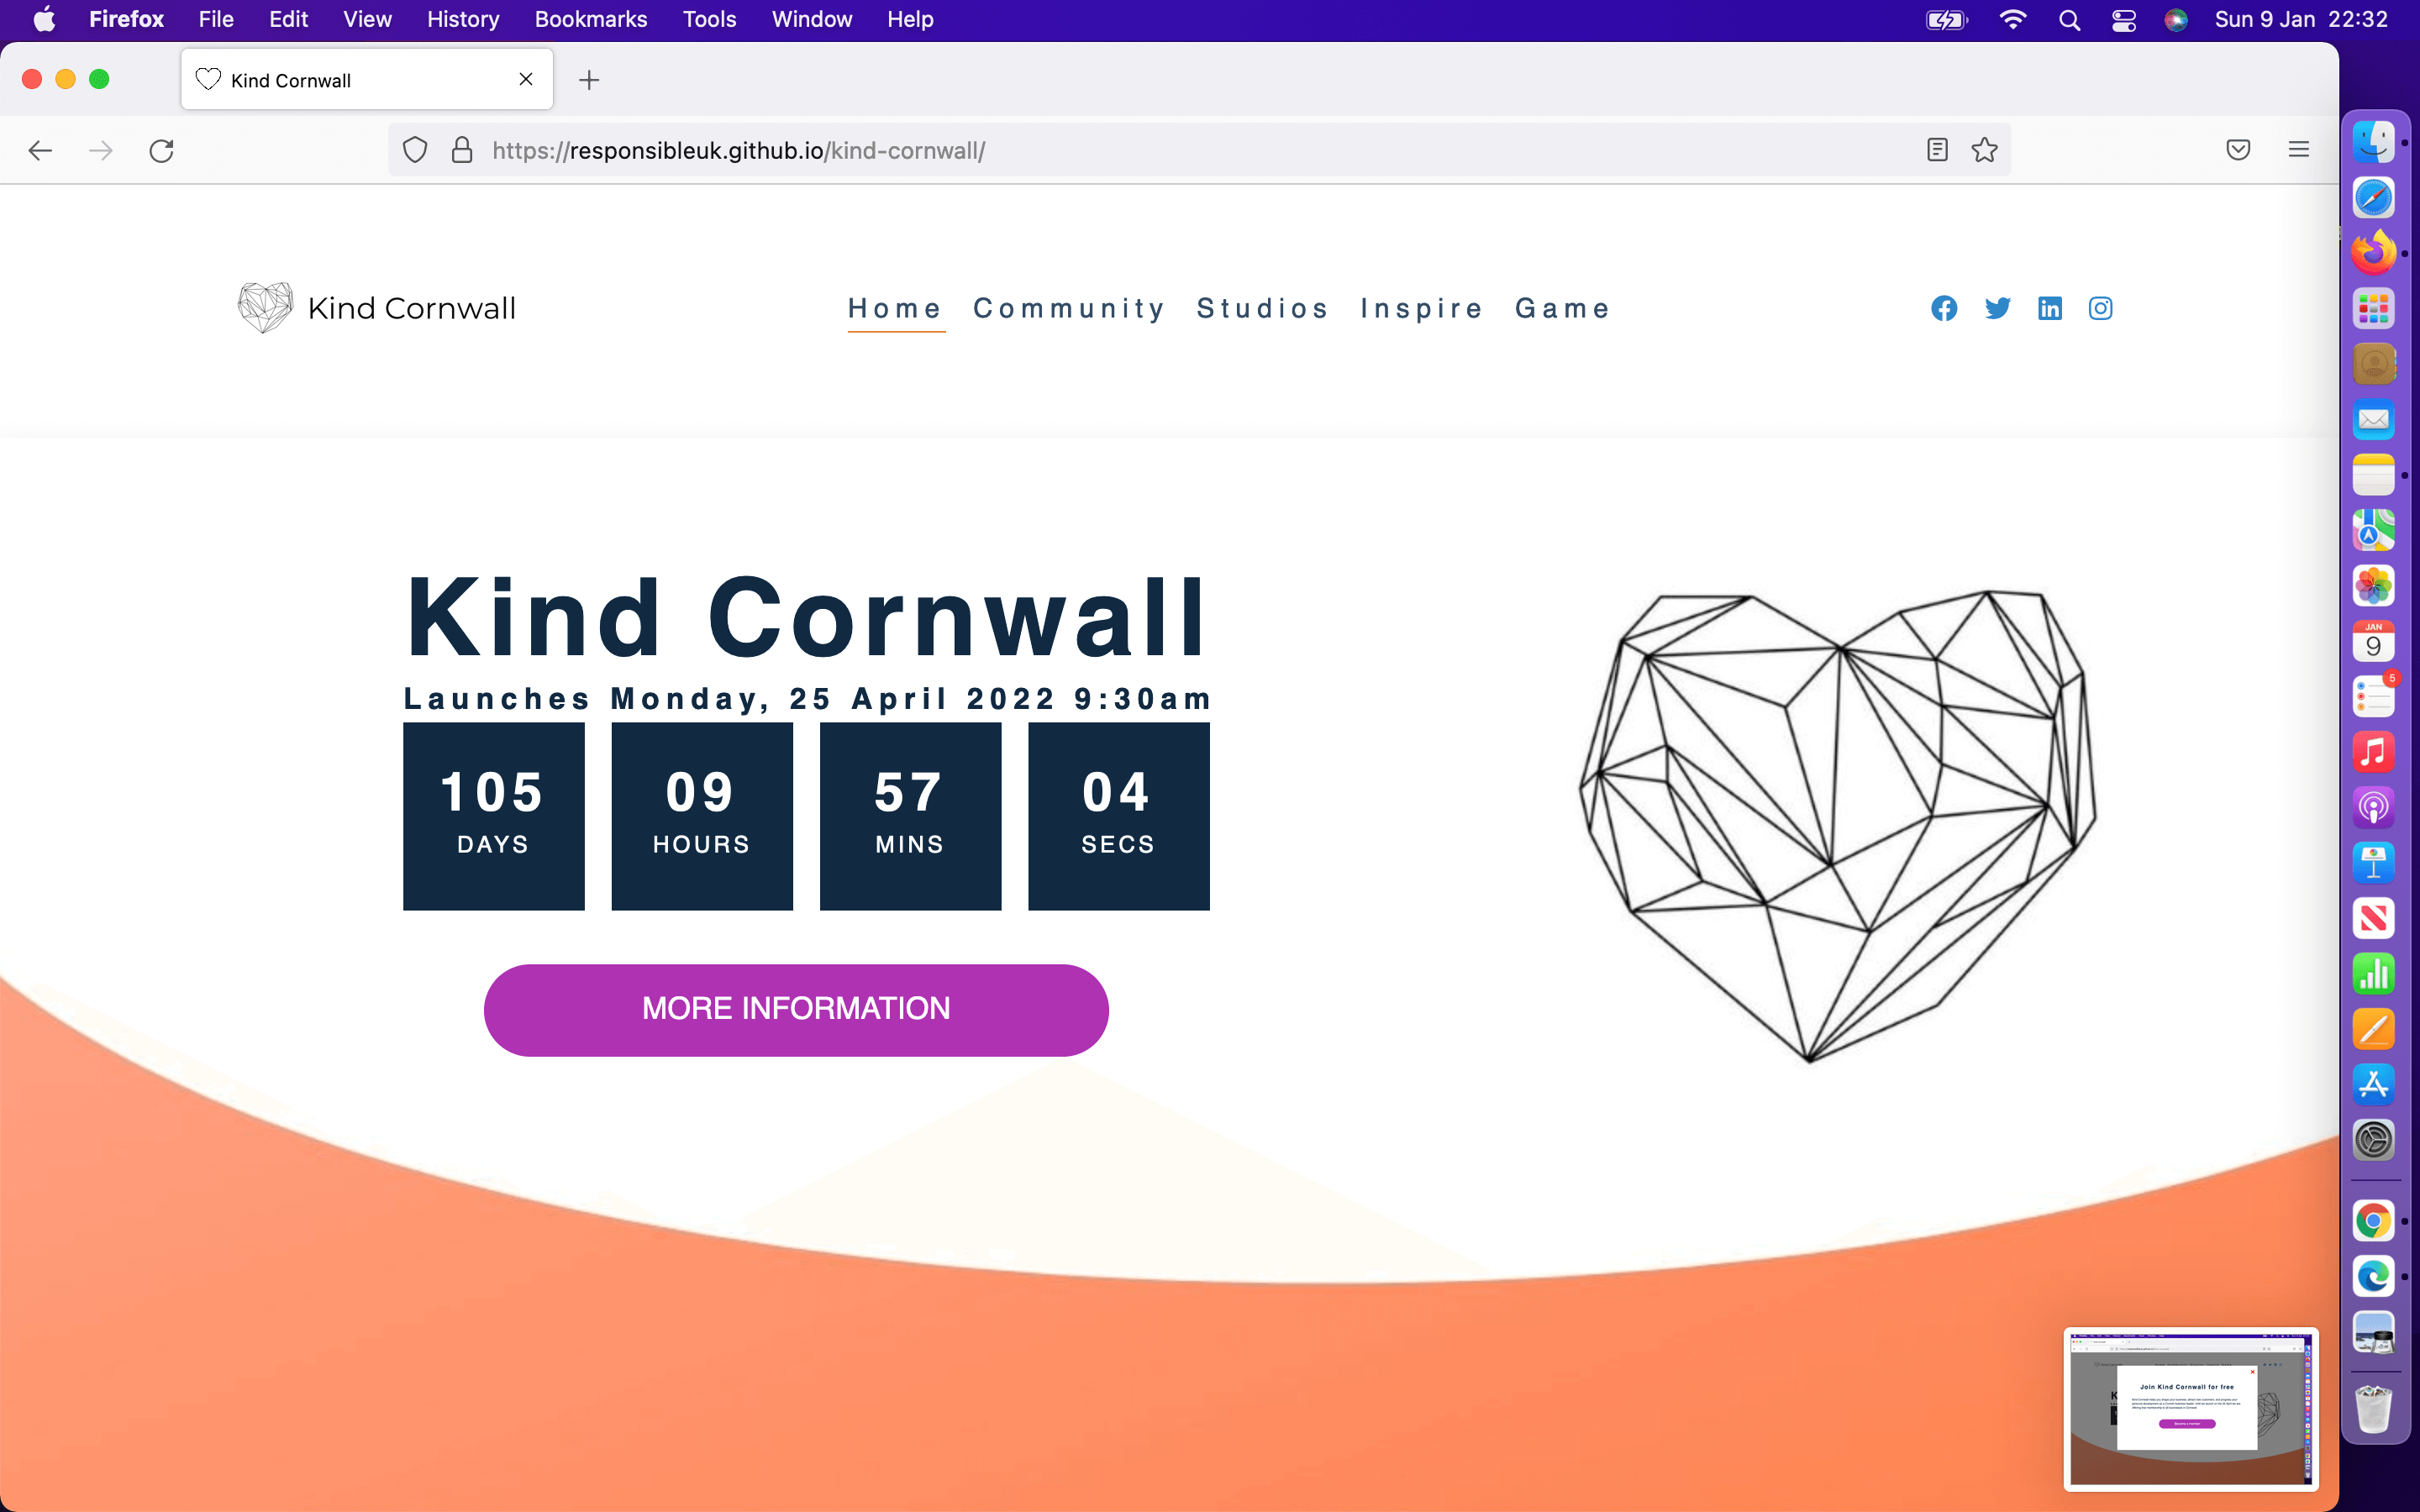 Firefox File Edit View History Bookmarks Tools Window Help Sun 9 Jan 22:32
Kind Cornwall
https://responsibleuk.github.io/kind-cornwall/
Kind Cornwall Home Community Studios Inspire Game
Kind Cornwall
Launches Monday, 25 April 2022 9:30am
105 09 57 04
DAYS HOURS MINS SECS
MORE INFORMATION
JAN
9
5
Join Kind Cornwall for free
Become a member